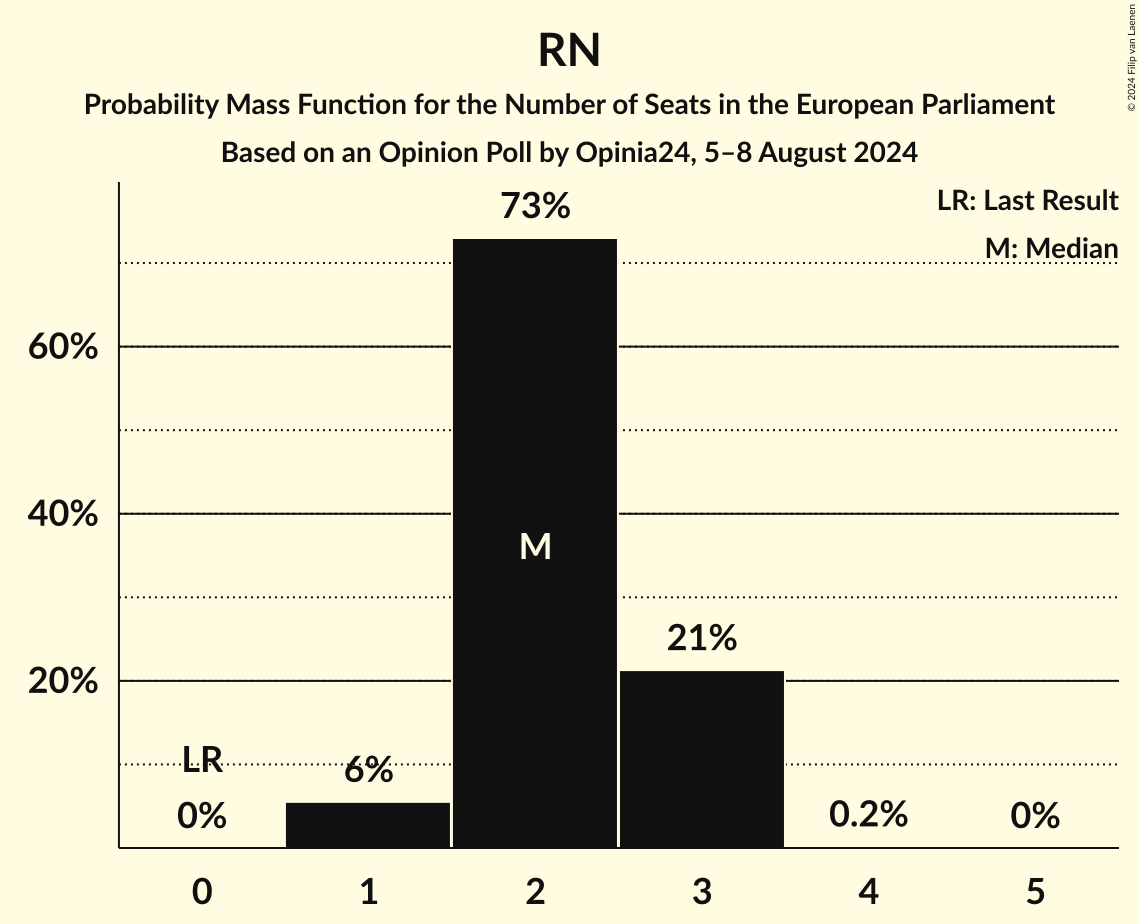 RN
Probability Mass Function for the Number of Seats in the European Parliament
Based on an Opinion Poll by Opinia24, 5–8 August 2024
© 2024 Filip van Laenen
LR: Last Result
M: Median
73%
60%
40%
M
21%
20%
LR
6%
0%
0.2%
0%
0 1 2 3 4 5